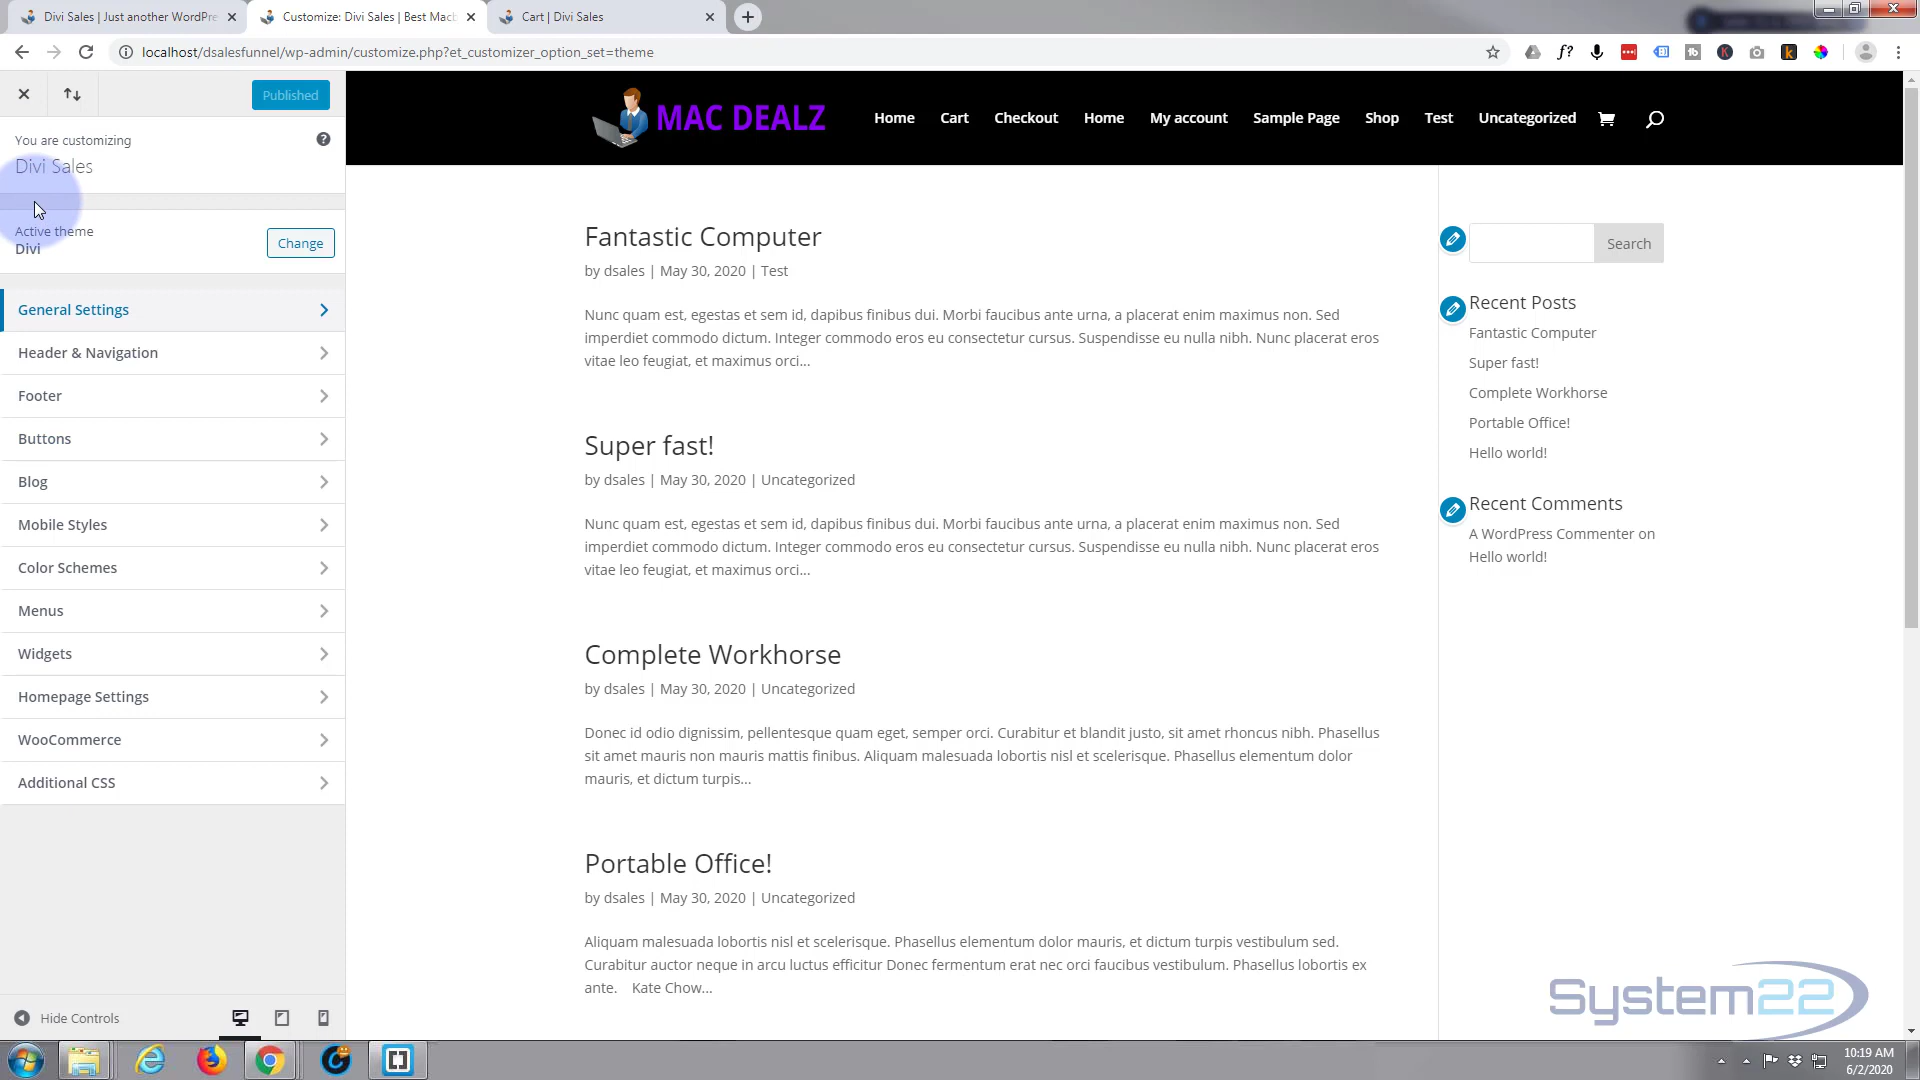 Divi Sales | Just another WordPre
Customize: Divi Sales | Best Macb
Cart | Divi Sales
localhost/dsalesfunnel/wp-admin/customize.php?et_customizer_option_set=theme
Published
You are customizing
Divi Sales
Active theme
Divi
Change
General Settings
Header & Navigation
Footer
Buttons
Blog
Mobile Styles
Color Schemes
Menus
Widgets
Homepage Settings
WooCommerce
Additional CSS
Hide Controls
MAC DEALZ
Home Cart Checkout Home My account Sample Page Shop Test Uncategorized
Fantastic Computer
by dsales | May 30, 2020 | Test
Nunc quam est, egestas et sem id, dapibus finibus dui. Morbi faucibus ante urna, a placerat enim maximus non. Sed
imperdiet commodo dictum. Integer commodo eros eu consectetur cursus. Suspendisse eu nulla nibh. Nunc placerat eros
vitae leo feugiat, et maximus orci...
Super fast!
by dsales | May 30, 2020 | Uncategorized
Nunc quam est, egestas et sem id, dapibus finibus dui. Morbi faucibus ante urna, a placerat enim maximus non. Sed
imperdiet commodo dictum. Integer commodo eros eu consectetur cursus. Suspendisse eu nulla nibh. Nunc placerat eros
vitae leo feugiat, et maximus orci...
Complete Workhorse
by dsales | May 30, 2020 | Uncategorized
Donec id odio dignissim, pellentesque quam eget, semper orci. Curabitur et blandit justo, sit amet rhoncus nibh. Phasellus
sit amet mauris non mauris mattis finibus. Aliquam malesuada lobortis nisl et scelerisque. Phasellus elementum dolor
mauris, et dictum turpis...
Portable Office!
by dsales | May 30, 2020 | Uncategorized
Aliquam malesuada lobortis nisl et scelerisque. Phasellus elementum dolor mauris, et dictum turpis vestibulum sed.
Curabitur auctor neque in arcu luctus efficitur Donec fermentum erat nec orci faucibus vestibulum. Phasellus lobortis ex
ante. Kate Chow...
Search
Recent Posts
Fantastic Computer
Super fast!
Complete Workhorse
Portable Office!
Hello world!
Recent Comments
A WordPress Commenter on
Hello world!
System22
10:19 AM
6/2/2020